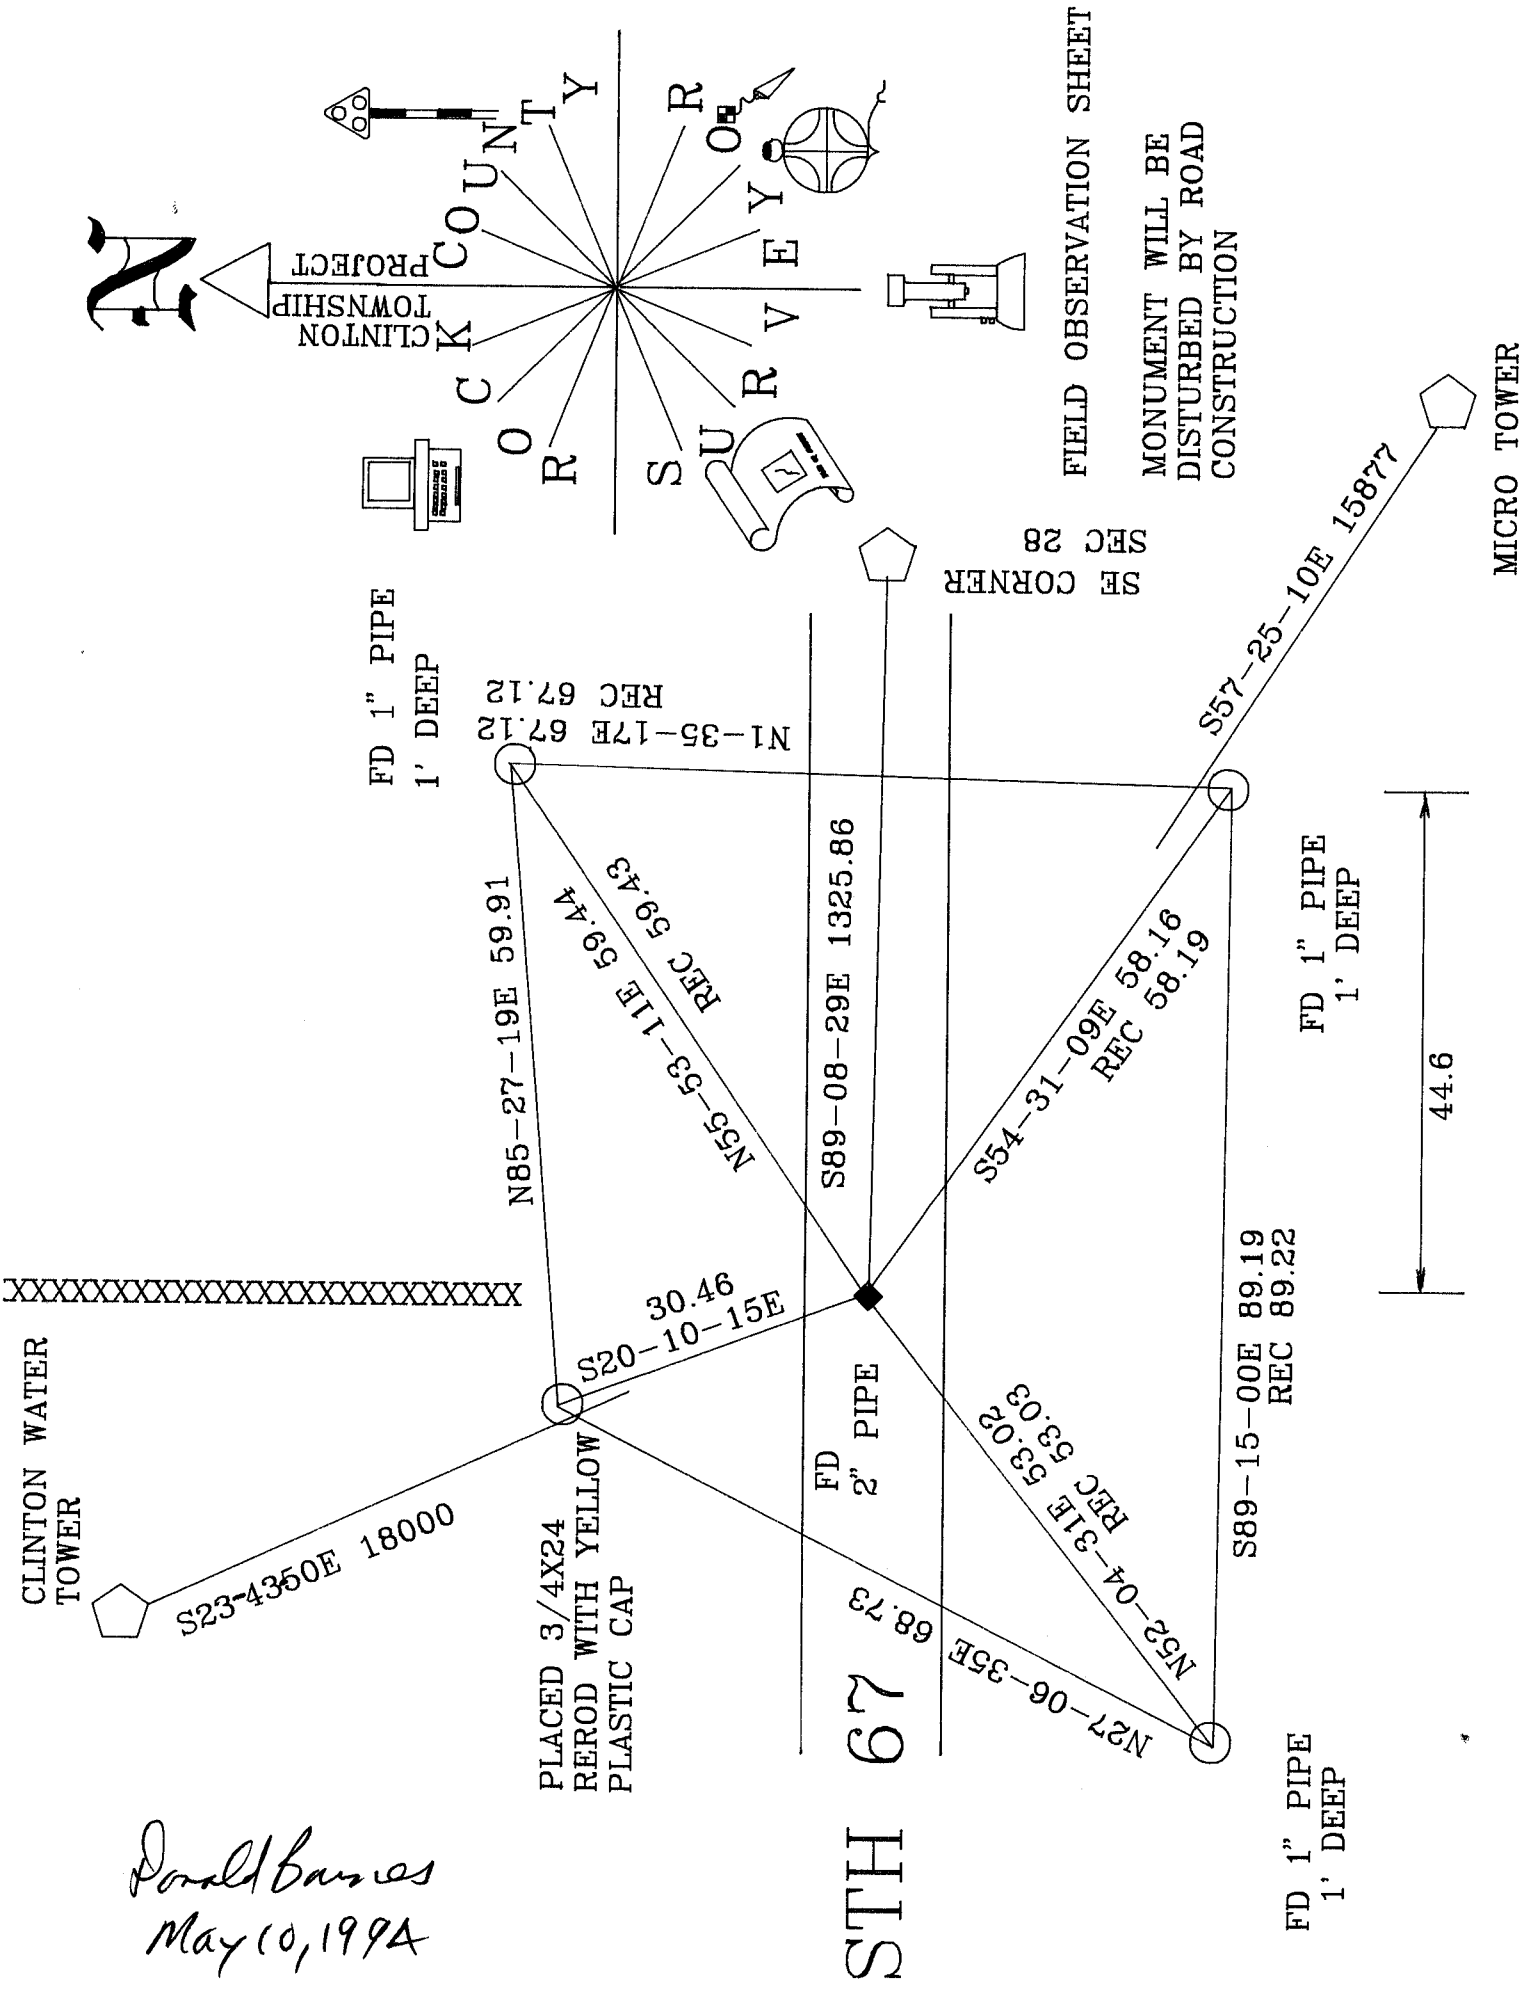 N
CLINTON
TOWNSHIP
PROJECT
ROCK COUNTY
SURVEYOR
FIELD OBSERVATION SHEET
MONUMENT WILL BE
DISTURBED BY ROAD
CONSTRUCTION
CLINTON WATER
TOWER
S23-4350E 18000
XXXXXXXXXXXXXXXXXXXXXXXXXXX
FD 1" PIPE
1' DEEP
N85-27-19E 59.91
N1-35-17E 67.12
REC 67.12
N55-53-11E 59.44
REC 59.43
30.46
S20-10-15E
PLACED 3/4X24
REROD WITH YELLOW
PLASTIC CAP
S89-08-29E 1325.86
SE CORNER
SEC 28
FD
2" PIPE
STH 67
N27-06-35E 68.73
N52-04-31E 53.02
REC 53.03
S54-31-09E 58.16
REC 58.19
S57-25-10E 15877
MICRO TOWER
S89-15-00E 89.19
REC 89.22
FD 1" PIPE
1' DEEP
FD 1" PIPE
1' DEEP
44.6
Donald Barnes
May 10, 1994